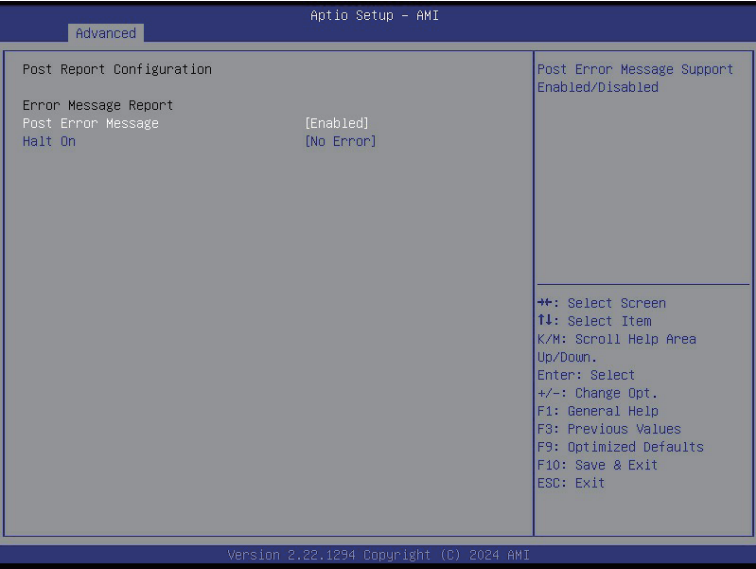 Aptio Setup – AMI
Advanced
Post Report Configuration
Error Message Report
Post Error Message [Enabled]
Halt On [No Error]
Post Error Message Support
Enabled/Disabled
→←: Select Screen
↑↓: Select Item
K/M: Scroll Help Area
Up/Down.
Enter: Select
+/-: Change Opt.
F1: General Help
F3: Previous Values
F9: Optimized Defaults
F10: Save & Exit
ESC: Exit
Version 2.22.1294 Copyright (C) 2024 AMI